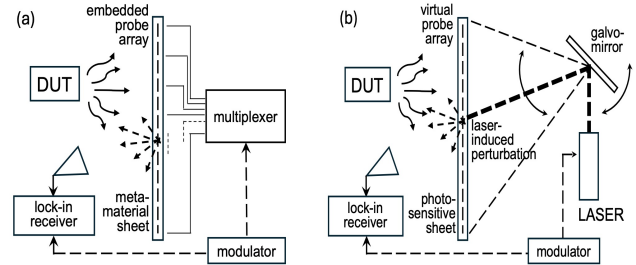 (a)
embedded
probe
array
DUT
multiplexer
lock-in
receiver
meta-
material
sheet
modulator
(b)
virtual
probe
array
galvo-
mirror
DUT
laser-
induced
perturbation
lock-in
receiver
photo-
sensitive
sheet
LASER
modulator